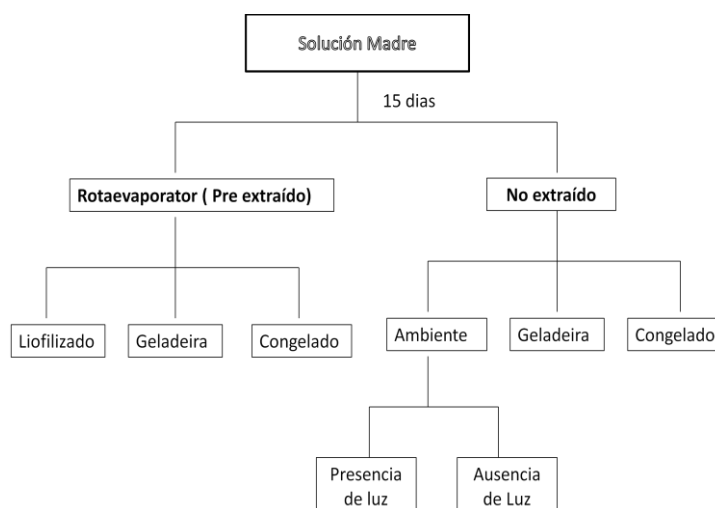 Solución Madre
15 dias
Rotaevaporator ( Pre extraído)
No extraído
Liofilizado
Geladeira
Congelado
Ambiente
Geladeira
Congelado
Presencia
de luz
Ausencia
de Luz